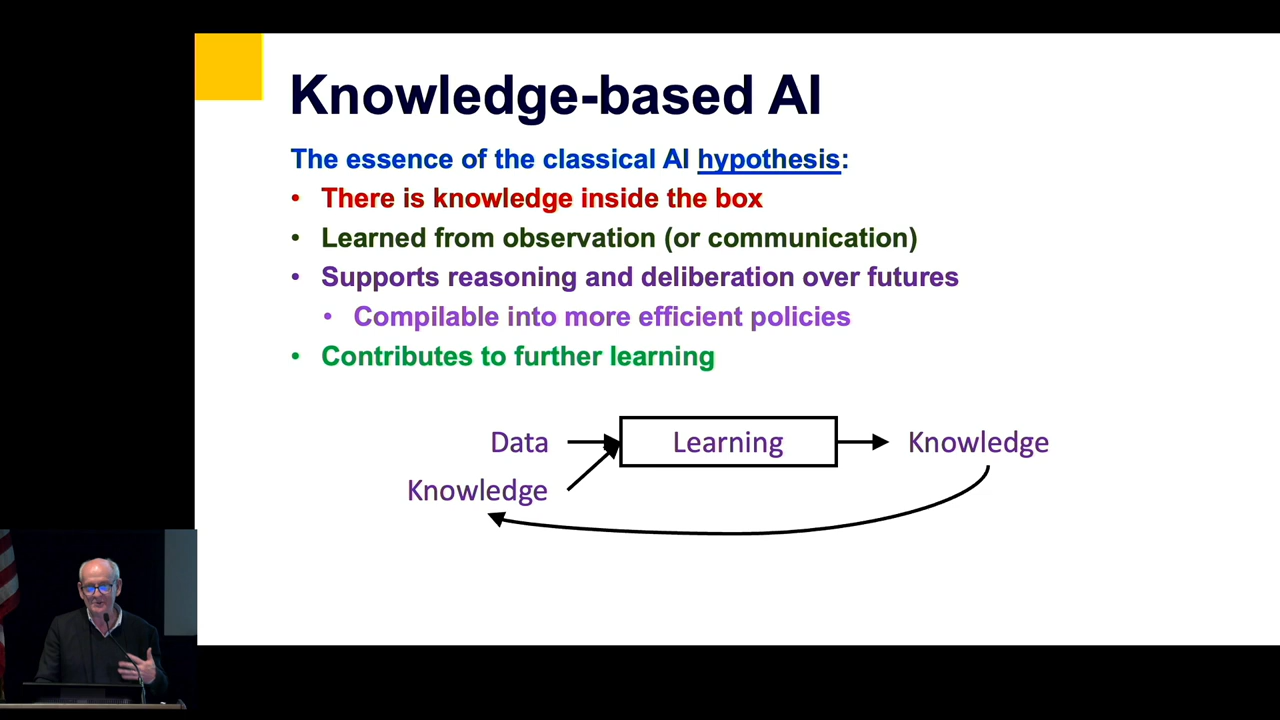 Knowledge-based AI
The essence of the classical AI hypothesis:
• There is knowledge inside the box
• Learned from observation (or communication)
• Supports reasoning and deliberation over futures
• Compilable into more efficient policies
• Contributes to further learning
Data
Learning
Knowledge
Knowledge